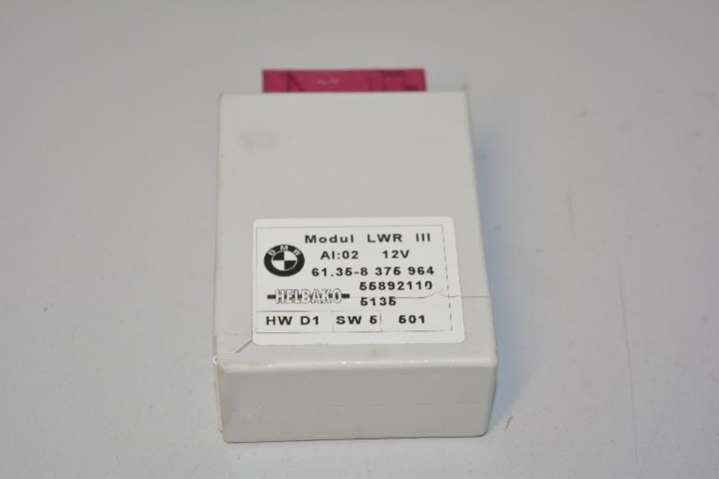 BMW
Modul LWR III
AI:02 12V
61.35-8 375 964
55892110
HELBAKO 5135
HW D1 SW 5 501